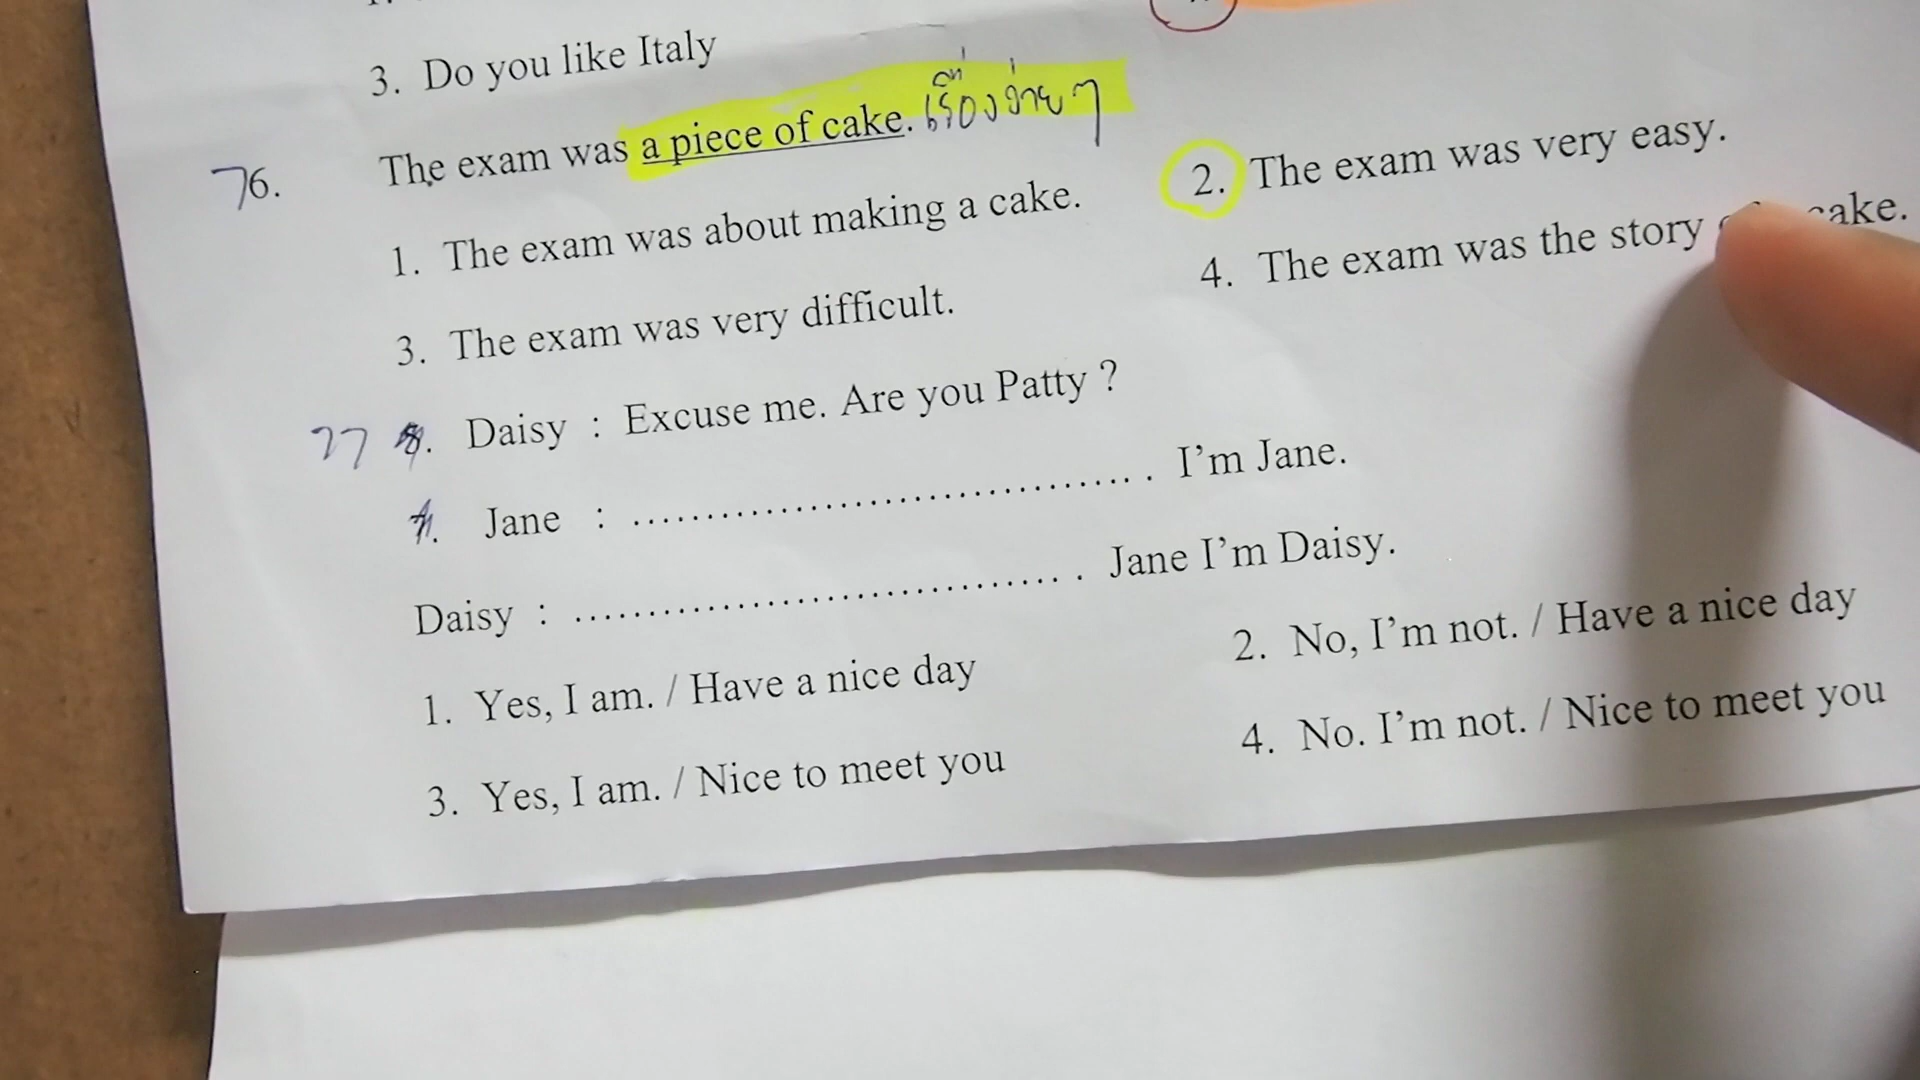 3. Do you like Italy
76. The exam was a piece of cake. เรื่องง่ายๆ
1. The exam was about making a cake. 2. The exam was very easy.
3. The exam was very difficult. 4. The exam was the story cake.
77 Daisy : Excuse me. Are you Patty ?
Jane : ........................................ . I'm Jane.
Daisy : ........................................ . Jane I'm Daisy.
1. Yes, I am. / Have a nice day 2. No, I'm not. / Have a nice day
3. Yes, I am. / Nice to meet you 4. No. I'm not. / Nice to meet you